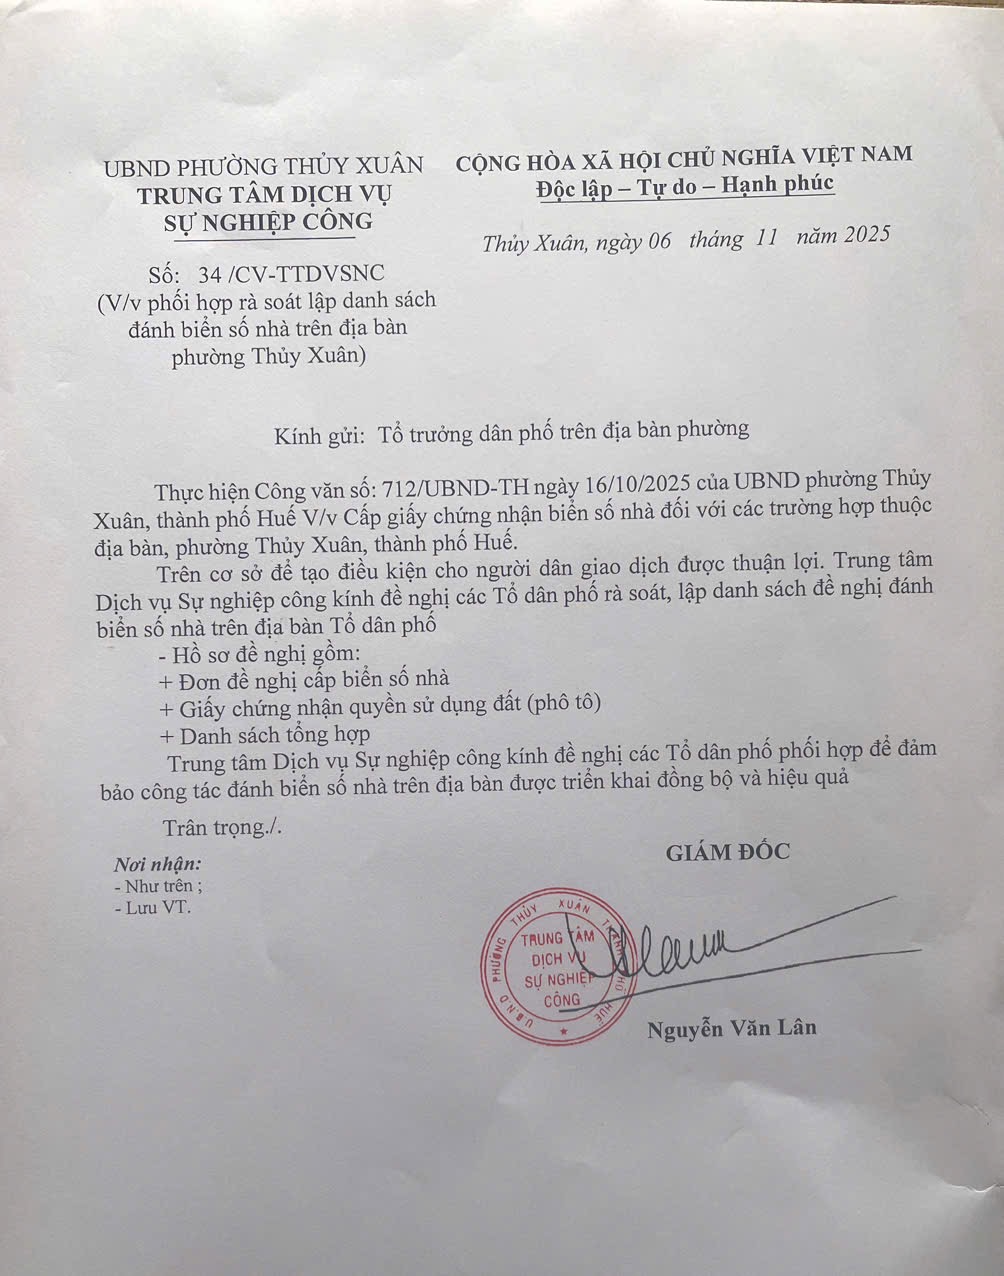 UBND PHƯỜNG THỦY XUÂN
TRUNG TÂM DỊCH VỤ
SỰ NGHIỆP CÔNG
CỘNG HÒA XÃ HỘI CHỦ NGHĨA VIỆT NAM
Độc lập – Tự do – Hạnh phúc
Thủy Xuân, ngày 06 tháng 11 năm 2025
Số: 34 /CV-TTDVSNC
(V/v phối hợp rà soát lập danh sách
đánh biển số nhà trên địa bàn
phường Thủy Xuân)
Kính gửi: Tổ trưởng dân phố trên địa bàn phường
Thực hiện Công văn số: 712/UBND-TH ngày 16/10/2025 của UBND phường Thủy
Xuân, thành phố Huế V/v Cấp giấy chứng nhận biển số nhà đối với các trường hợp thuộc
địa bàn, phường Thủy Xuân, thành phố Huế.
Trên cơ sở để tạo điều kiện cho người dân giao dịch được thuận lợi. Trung tâm
Dịch vụ Sự nghiệp công kính đề nghị các Tổ dân phố rà soát, lập danh sách đề nghị đánh
biển số nhà trên địa bàn Tổ dân phố
- Hồ sơ đề nghị gồm:
+ Đơn đề nghị cấp biển số nhà
+ Giấy chứng nhận quyền sử dụng đất (phô tô)
+ Danh sách tổng hợp
Trung tâm Dịch vụ Sự nghiệp công kính đề nghị các Tổ dân phố phối hợp để đảm
bảo công tác đánh biển số nhà trên địa bàn được triển khai đồng bộ và hiệu quả
Trân trọng./.
Nơi nhận:
- Như trên ;
- Lưu VT.
GIÁM ĐỐC
U.B.N.D PHƯỜNG THỦY XUÂN THÀNH PHỐ HUẾ
TRUNG TÂM
DỊCH VỤ
SỰ NGHIỆP
CÔNG
Nguyễn Văn Lân